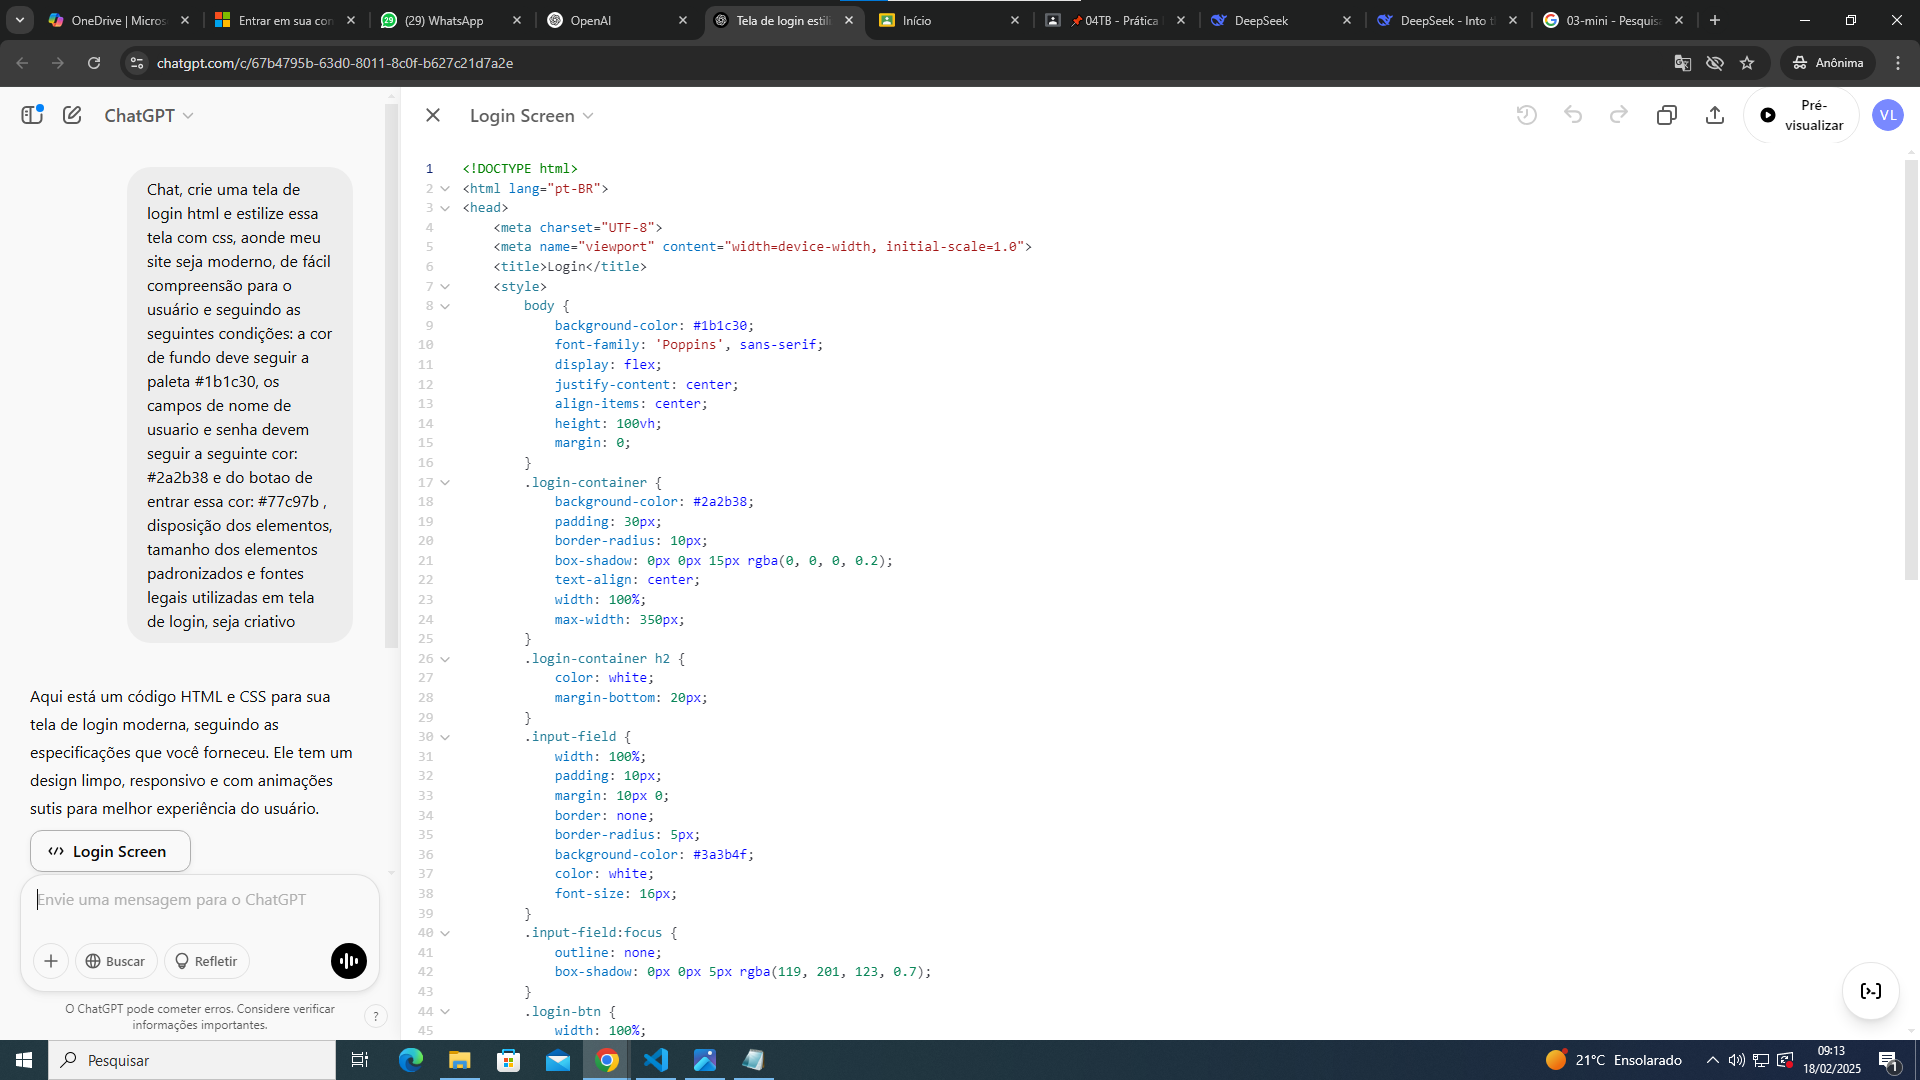 OneDrive | Micros
Entrar em sua con
(29) WhatsApp
OpenAI
Tela de login estili
Início
04TB - Prática
DeepSeek
DeepSeek - Into t
03-mini - Pesquisa
chatgpt.com/c/67b4795b-63d0-8011-8c0f-b627c21d7a2e
Anônima
ChatGPT
Login Screen
Pré-
visualizar
VL
Chat, crie uma tela de
login html e estilize essa
tela com css, aonde meu
site seja moderno, de fácil
compreensão para o
usuário e seguindo as
seguintes condições: a cor
de fundo deve seguir a
paleta #1b1c30, os
campos de nome de
usuario e senha devem
seguir a seguinte cor:
#2a2b38 e do botao de
entrar essa cor: #77c97b ,
disposição dos elementos,
tamanho dos elementos
padronizados e fontes
legais utilizadas em tela
de login, seja criativo
Aqui está um código HTML e CSS para sua
tela de login moderna, seguindo as
especificações que você forneceu. Ele tem um
design limpo, responsivo e com animações
sutis para melhor experiência do usuário.
Login Screen
Envie uma mensagem para o ChatGPT
Buscar
Refletir
O ChatGPT pode cometer erros. Considere verificar
informações importantes.
?
1 <!DOCTYPE html>
2 <html lang="pt-BR">
3 <head>
4 <meta charset="UTF-8">
5 <meta name="viewport" content="width=device-width, initial-scale=1.0">
6 <title>Login</title>
7 <style>
8 body {
9 background-color: #1b1c30;
10 font-family: 'Poppins', sans-serif;
11 display: flex;
12 justify-content: center;
13 align-items: center;
14 height: 100vh;
15 margin: 0;
16 }
17 .login-container {
18 background-color: #2a2b38;
19 padding: 30px;
20 border-radius: 10px;
21 box-shadow: 0px 0px 15px rgba(0, 0, 0, 0.2);
22 text-align: center;
23 width: 100%;
24 max-width: 350px;
25 }
26 .login-container h2 {
27 color: white;
28 margin-bottom: 20px;
29 }
30 .input-field {
31 width: 100%;
32 padding: 10px;
33 margin: 10px 0;
34 border: none;
35 border-radius: 5px;
36 background-color: #3a3b4f;
37 color: white;
38 font-size: 16px;
39 }
40 .input-field:focus {
41 outline: none;
42 box-shadow: 0px 0px 5px rgba(119, 201, 123, 0.7);
43 }
44 .login-btn {
45 width: 100%;
Pesquisar
21°C Ensolarado
09:13
18/02/2025
1